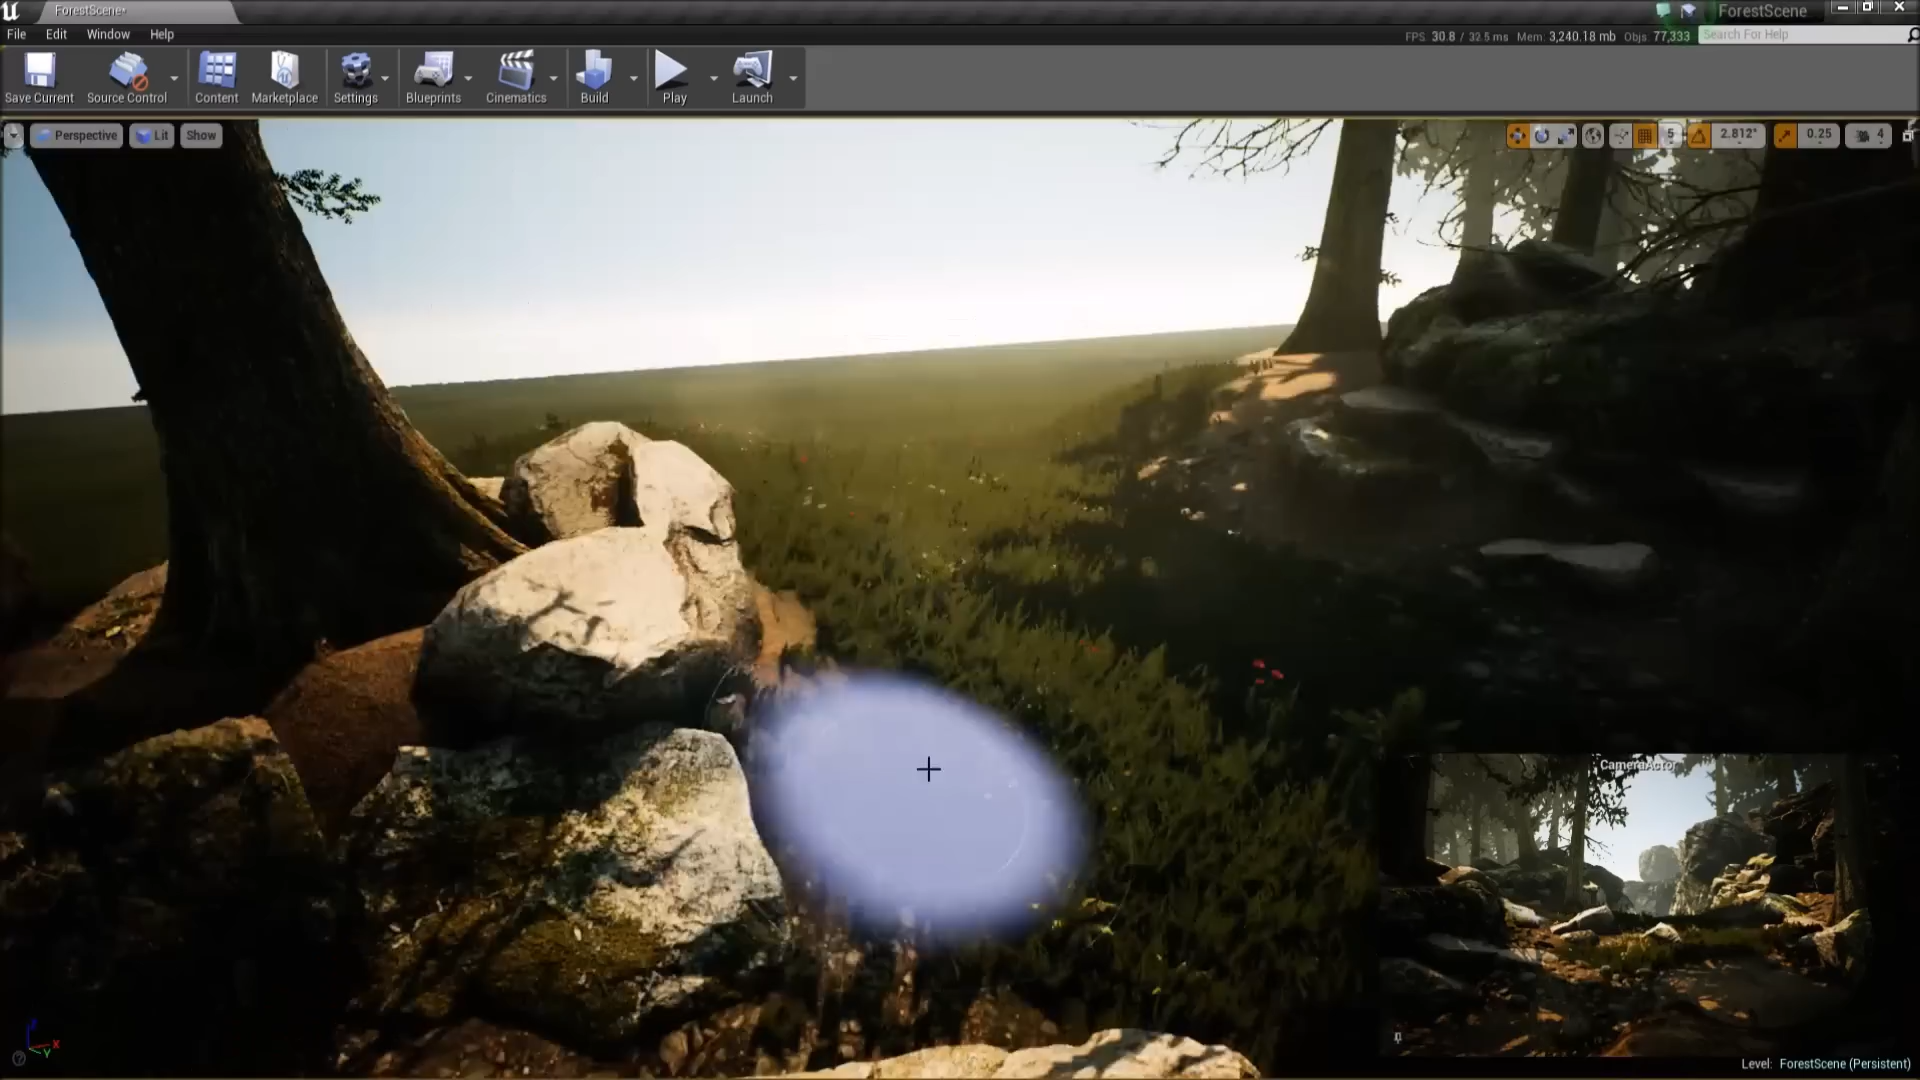 ForestScene*
ForestScene
File Edit Window Help
FPS: 30.8 / 32.5 ms Mem: 3,240.18 mb Objs: 77,333
Search For Help
Save Current Source Control Content Marketplace Settings Blueprints Cinematics Build Play Launch
Perspective Lit Show
5 2.812° 0.25 4
CameraActor
Z
X
Y
Level: ForestScene (Persistent)